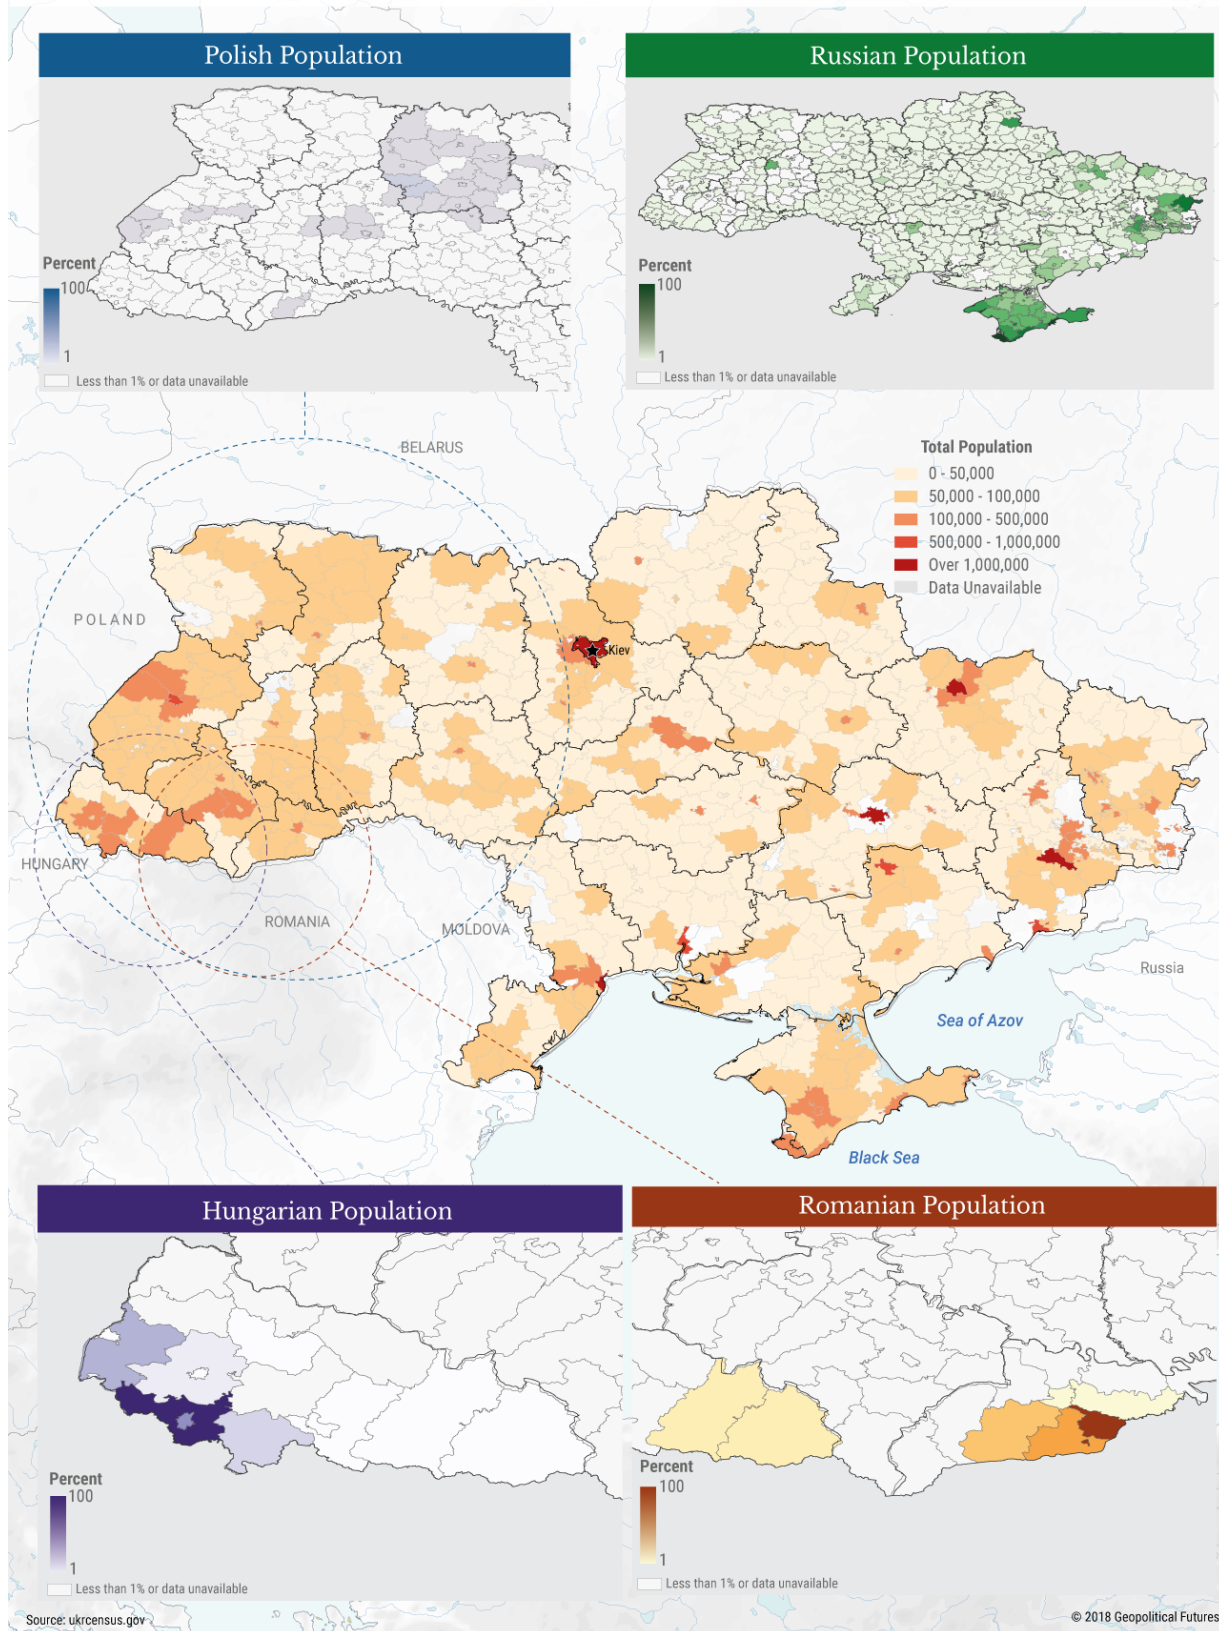 Polish Population
Russian Population
Percent
100
1
Less than 1% or data unavailable
Percent
100
1
Less than 1% or data unavailable
BELARUS
Total Population
0 - 50,000
50,000 - 100,000
100,000 - 500,000
500,000 - 1,000,000
Over 1,000,000
Data Unavailable
POLAND
Kiev
HUNGARY
ROMANIA
MOLDOVA
Russia
Sea of Azov
Black Sea
Hungarian Population
Romanian Population
Percent
100
1
Less than 1% or data unavailable
Percent
100
1
Less than 1% or data unavailable
Source: ukrcensus.gov
© 2018 Geopolitical Futures